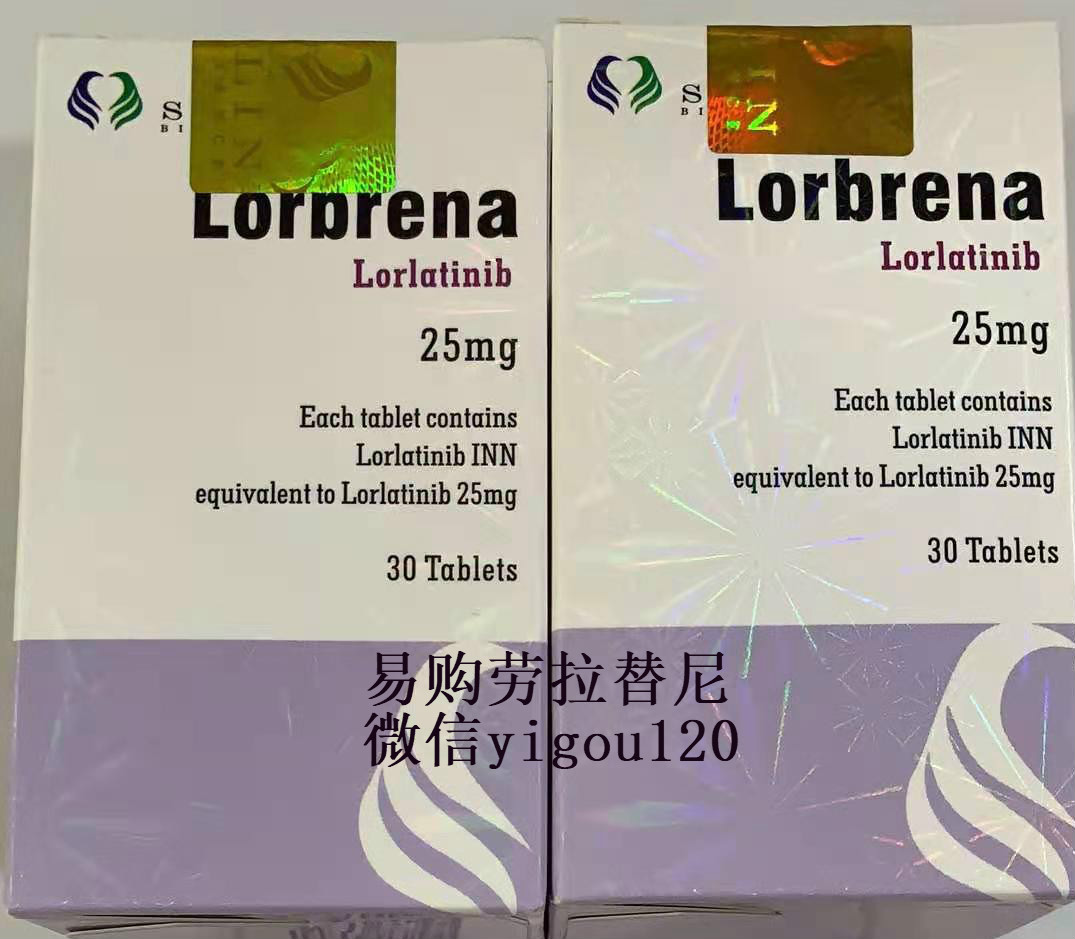 Lorbrena
Lorlatinib
25mg
Each tablet contains
Lorlatinib INN
equivalent to Lorlatinib 25mg
30 Tablets
Lorbrena
Lorlatinib
25mg
Each tablet contains
Lorlatinib INN
equivalent to Lorlatinib 25mg
30 Tablets
易购劳拉替尼
微信yigou120